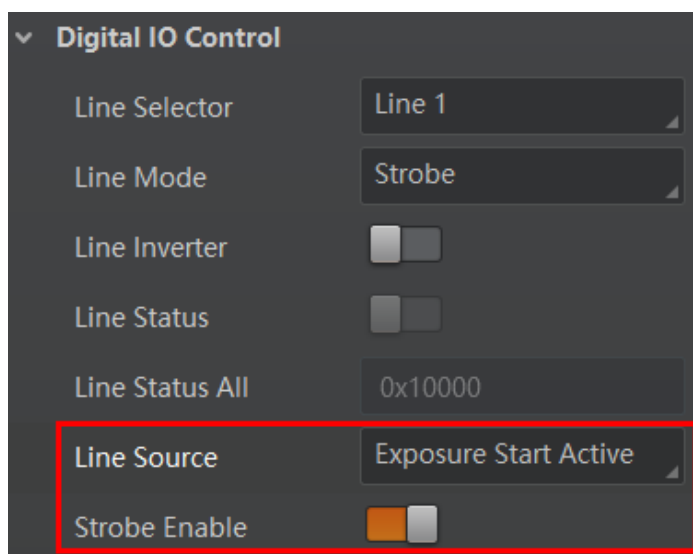 Digital IO Control
Line Selector Line 1
Line Mode Strobe
Line Inverter
Line Status
Line Status All 0x10000
Line Source Exposure Start Active
Strobe Enable